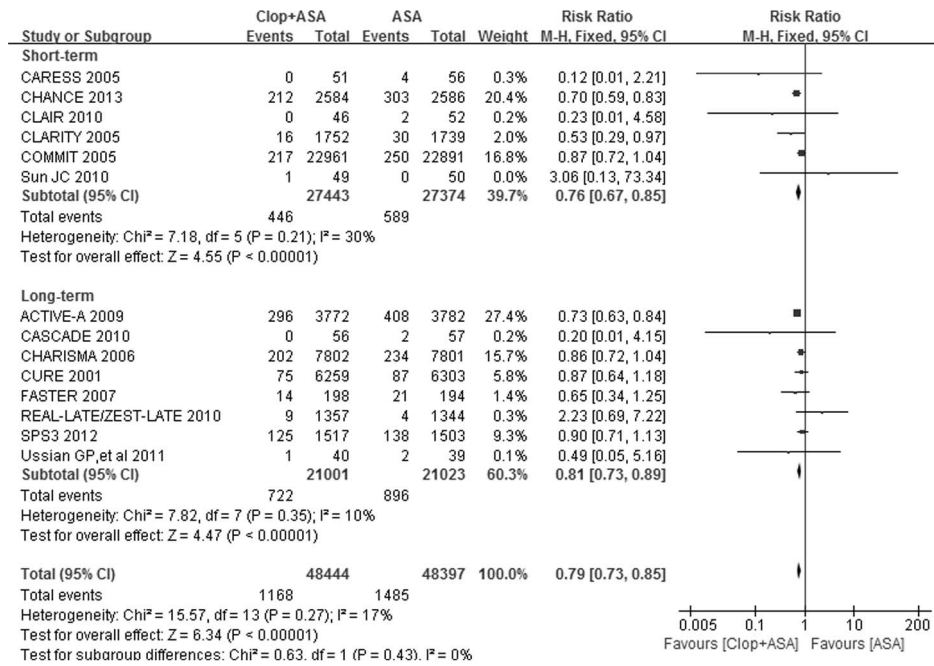 Clop+ASA ASA Risk Ratio Risk Ratio
Study or Subgroup Events Total Events Total Weight M-H, Fixed, 95% CI M-H, Fixed, 95% CI
Short-term
CARESS 2005 0 51 4 56 0.3% 0.12 [0.01, 2.21]
CHANCE 2013 212 2584 303 2586 20.4% 0.70 [0.59, 0.83]
CLAIR 2010 0 46 2 52 0.2% 0.23 [0.01, 4.58]
CLARITY 2005 16 1752 30 1739 2.0% 0.53 [0.29, 0.97]
COMMIT 2005 217 22961 250 22891 16.8% 0.87 [0.72, 1.04]
Sun JC 2010 1 49 0 50 0.0% 3.06 [0.13, 73.34]
Subtotal (95% CI) 27443 27374 39.7% 0.76 [0.67, 0.85]
Total events 446 589
Heterogeneity: Chi² = 7.18, df = 5 (P = 0.21); I² = 30%
Test for overall effect: Z = 4.55 (P < 0.00001)
Long-term
ACTIVE-A 2009 296 3772 408 3782 27.4% 0.73 [0.63, 0.84]
CASCADE 2010 0 56 2 57 0.2% 0.20 [0.01, 4.15]
CHARISMA 2006 202 7802 234 7801 15.7% 0.86 [0.72, 1.04]
CURE 2001 75 6259 87 6303 5.8% 0.87 [0.64, 1.18]
FASTER 2007 14 198 21 194 1.4% 0.65 [0.34, 1.25]
REAL-LATE/ZEST-LATE 2010 9 1357 4 1344 0.3% 2.23 [0.69, 7.22]
SPS3 2012 125 1517 138 1503 9.3% 0.90 [0.71, 1.13]
Ussian GP,et al 2011 1 40 2 39 0.1% 0.49 [0.05, 5.16]
Subtotal (95% CI) 21001 21023 60.3% 0.81 [0.73, 0.89]
Total events 722 896
Heterogeneity: Chi² = 7.82, df = 7 (P = 0.35); I² = 10%
Test for overall effect: Z = 4.47 (P < 0.00001)
Total (95% CI) 48444 48397 100.0% 0.79 [0.73, 0.85]
Total events 1168 1485
Heterogeneity: Chi² = 15.57, df = 13 (P = 0.27); I² = 17%
Test for overall effect: Z = 6.34 (P < 0.00001)
Test for subgroup differences: Chi² = 0.63, df = 1 (P = 0.43), I² = 0%
0.005 0.1 1 10 200
Favours [Clop+ASA] Favours [ASA]